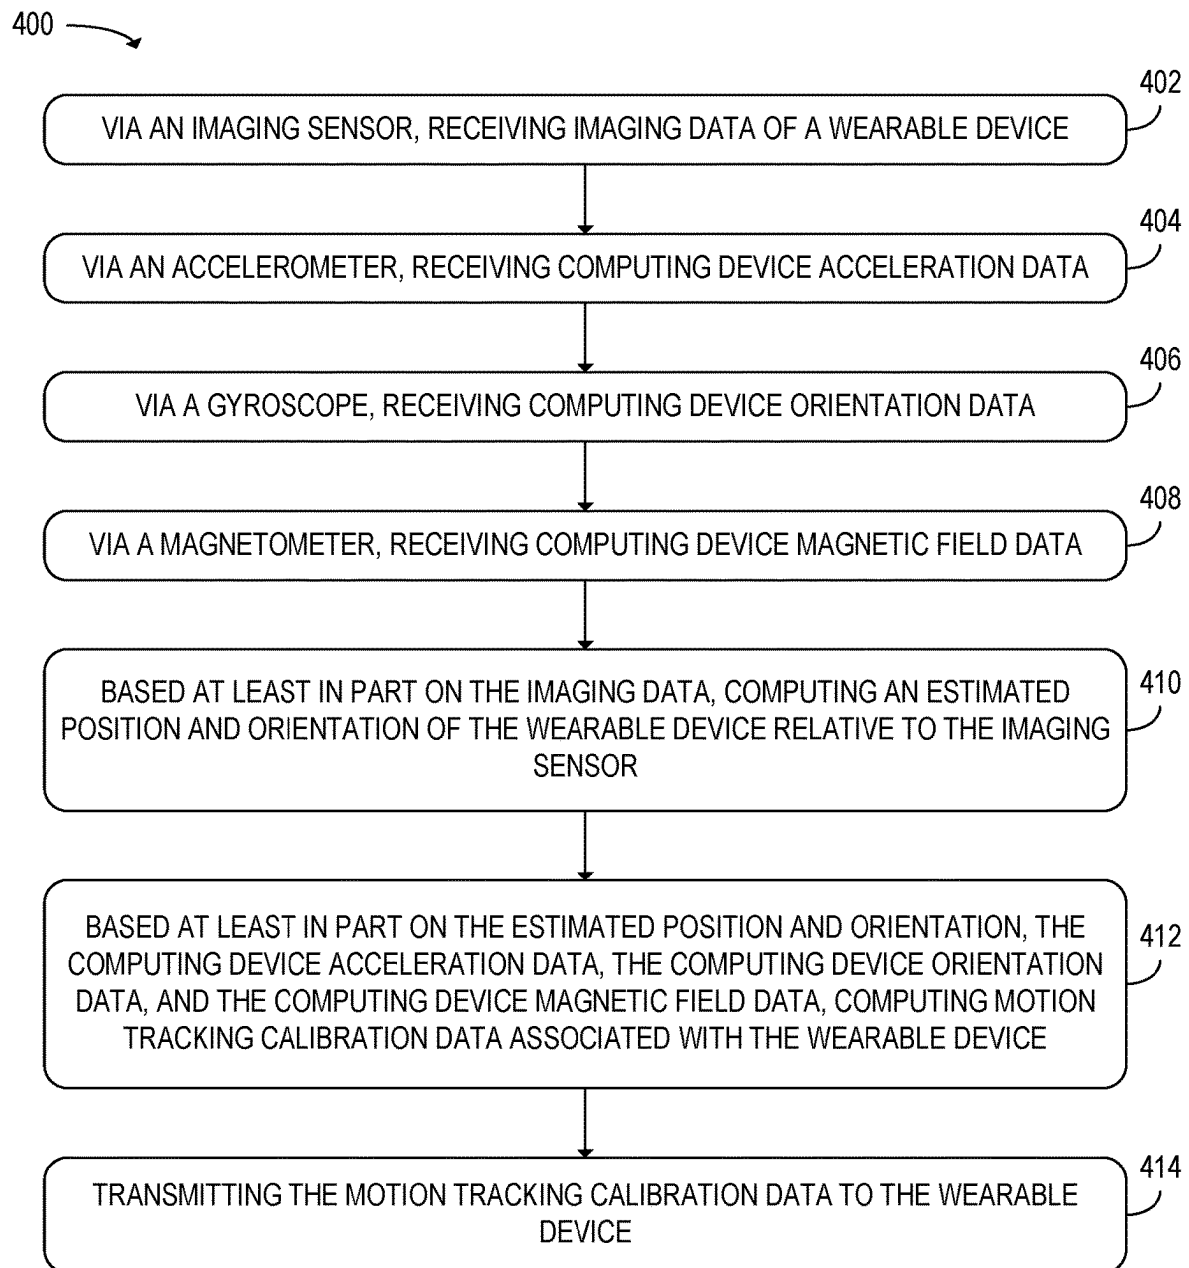 400
402
VIA AN IMAGING SENSOR, RECEIVING IMAGING DATA OF A WEARABLE DEVICE
404
VIA AN ACCELEROMETER, RECEIVING COMPUTING DEVICE ACCELERATION DATA
406
VIA A GYROSCOPE, RECEIVING COMPUTING DEVICE ORIENTATION DATA
408
VIA A MAGNETOMETER, RECEIVING COMPUTING DEVICE MAGNETIC FIELD DATA
410
BASED AT LEAST IN PART ON THE IMAGING DATA, COMPUTING AN ESTIMATED
POSITION AND ORIENTATION OF THE WEARABLE DEVICE RELATIVE TO THE IMAGING
SENSOR
412
BASED AT LEAST IN PART ON THE ESTIMATED POSITION AND ORIENTATION, THE
COMPUTING DEVICE ACCELERATION DATA, THE COMPUTING DEVICE ORIENTATION
DATA, AND THE COMPUTING DEVICE MAGNETIC FIELD DATA, COMPUTING MOTION
TRACKING CALIBRATION DATA ASSOCIATED WITH THE WEARABLE DEVICE
414
TRANSMITTING THE MOTION TRACKING CALIBRATION DATA TO THE WEARABLE
DEVICE